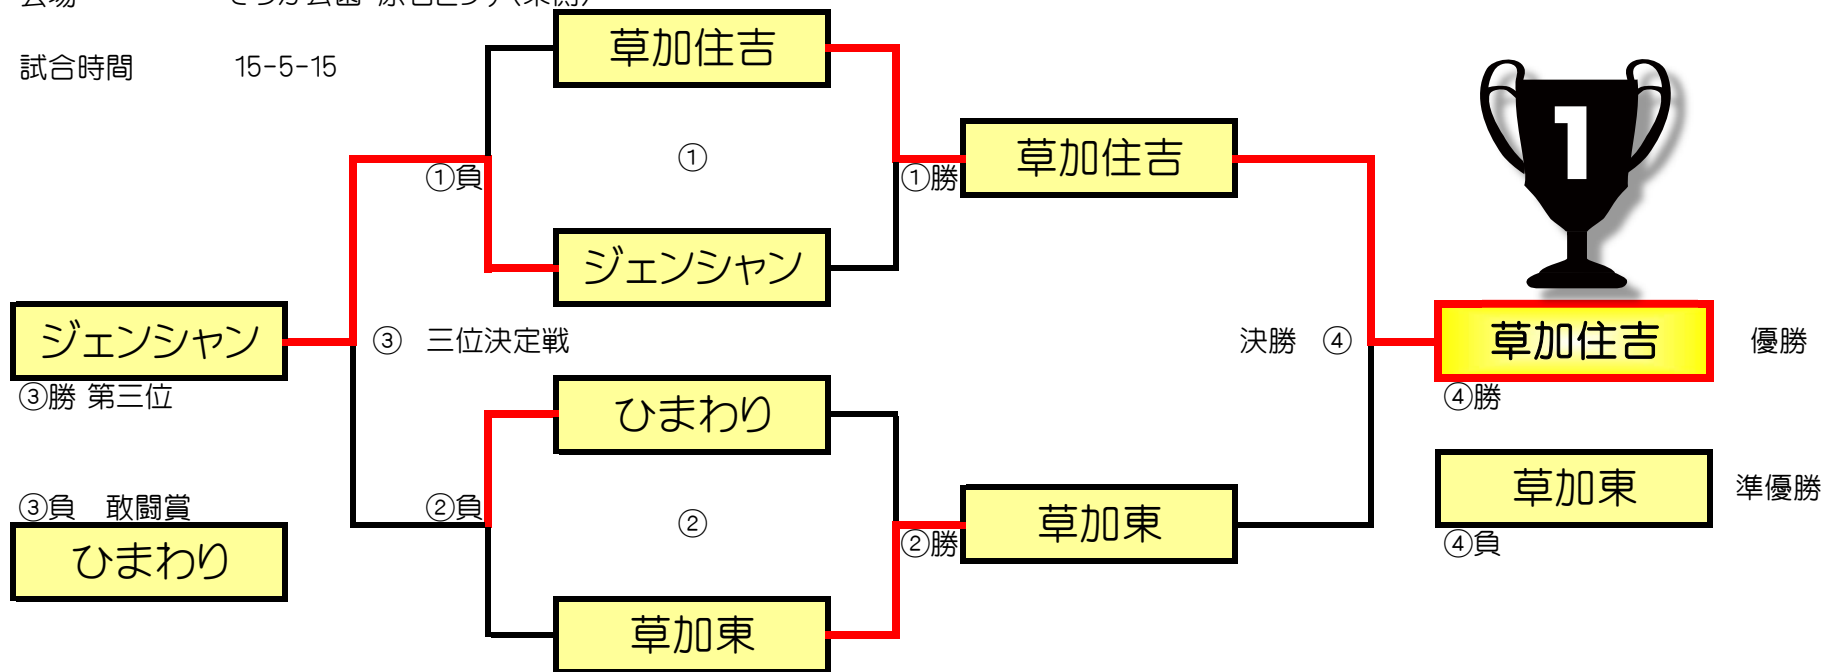 試合時間 15-5-15
草加住吉
①
①負
①勝
草加住吉
1
ジェンシャン
ジェンシャン
③ 三位決定戦
決勝 ④
草加住吉
優勝
③勝 第三位
④勝
ひまわり
③負 敢闘賞
②負
②
草加東
②勝
草加東
準優勝
④負
ひまわり
草加東